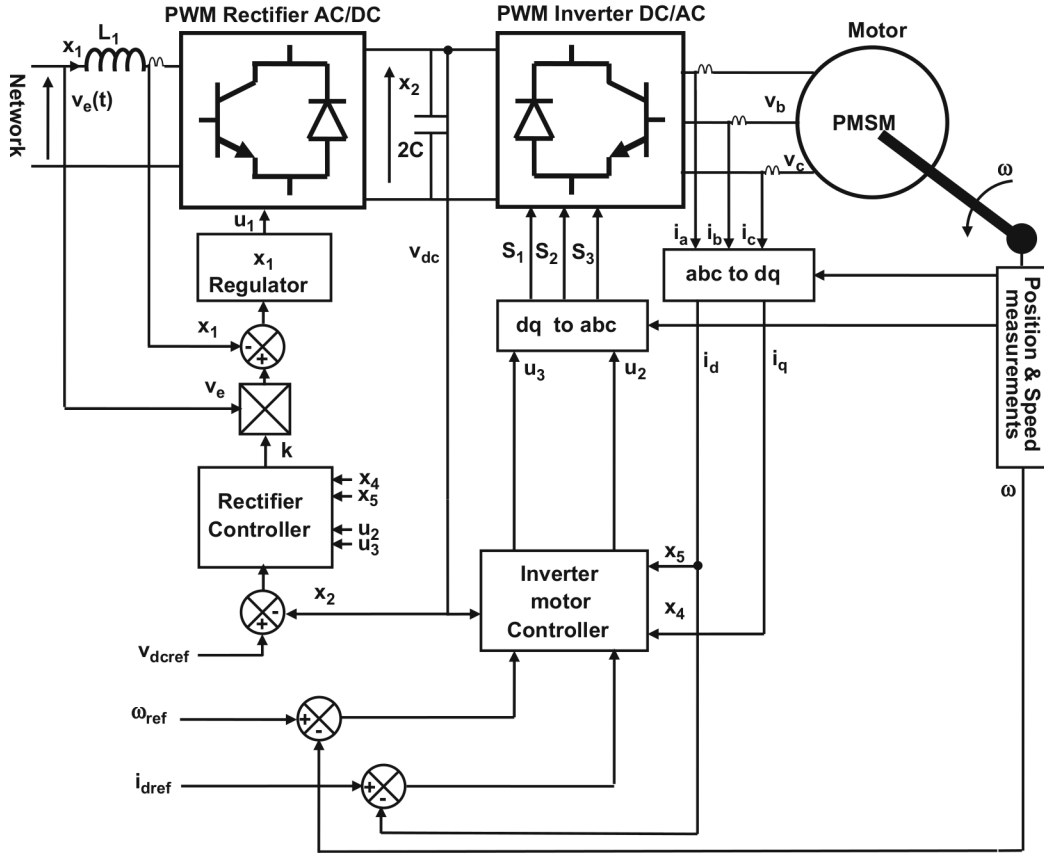 PWM Rectifier AC/DC
PWM Inverter DC/AC
Motor
x1
L1
Network
ve(t)
x2
2C
vb
vc
PMSM
ω
u1
vdc
S1
S2
S3
ia
ib
ic
x1
Regulator
abc to dq
dq to abc
Position & Speed
measurements
x1
-
+
u3
u2
id
iq
ve
k
ω
Rectifier
Controller
x4
x5
u2
u3
Inverter
motor
Controller
x5
x4
x2
-
+
vdcref
ωref
+
-
idref
+
-